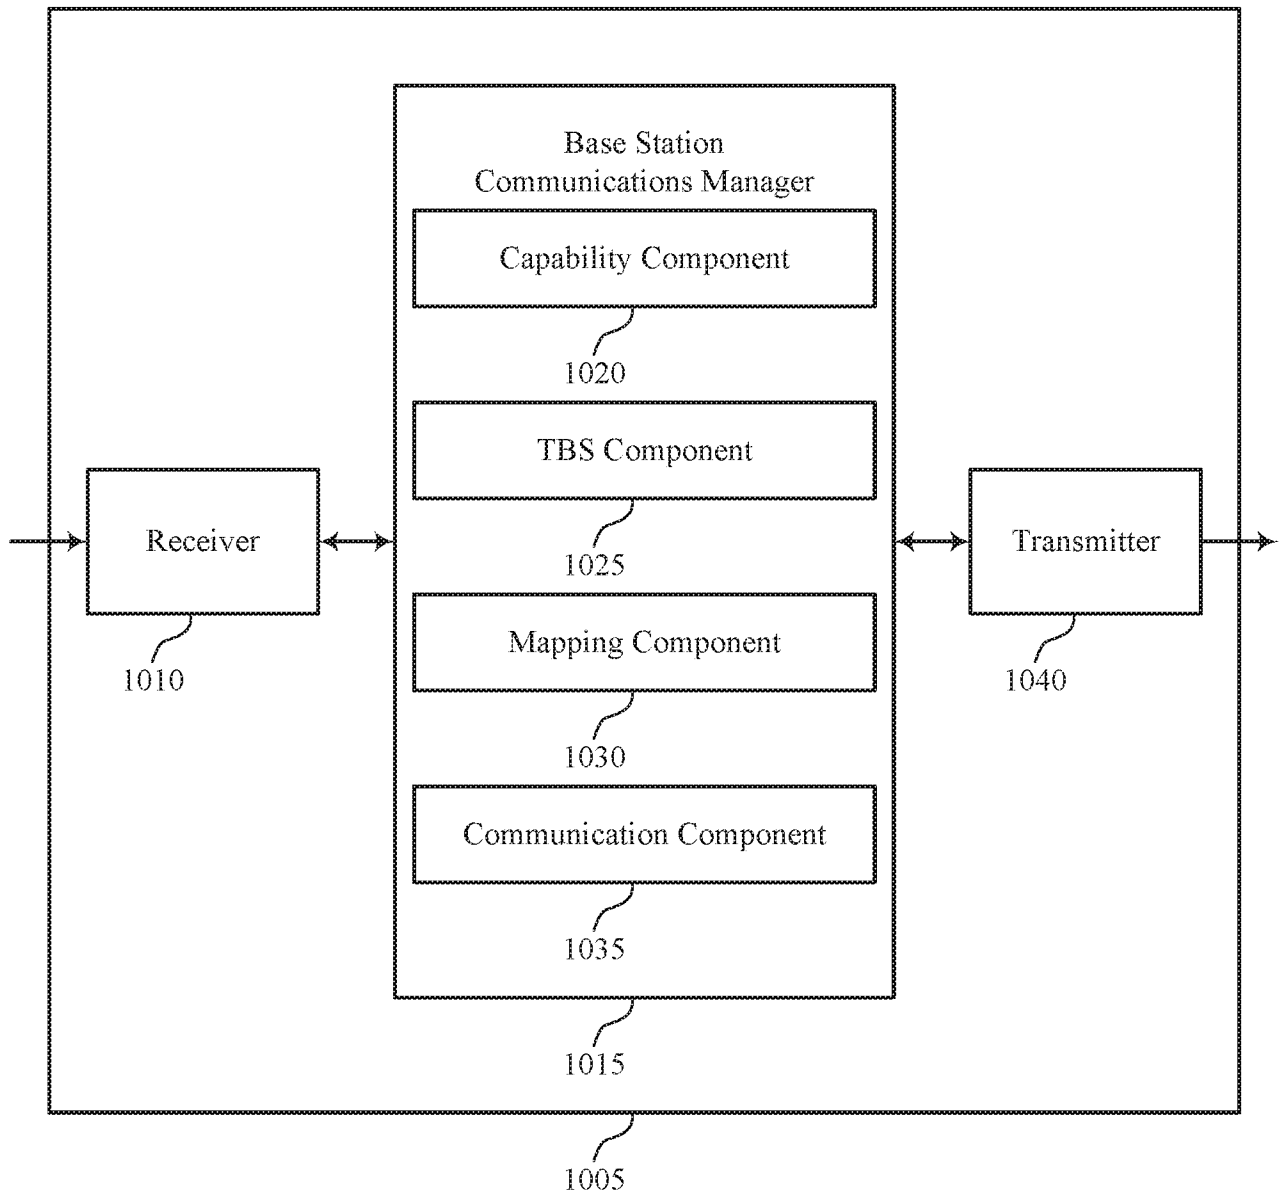 Base Station
Communications Manager
Capability Component
1020
TBS Component
1025
Receiver
1010
Transmitter
1040
Mapping Component
1030
Communication Component
1035
1015
1005